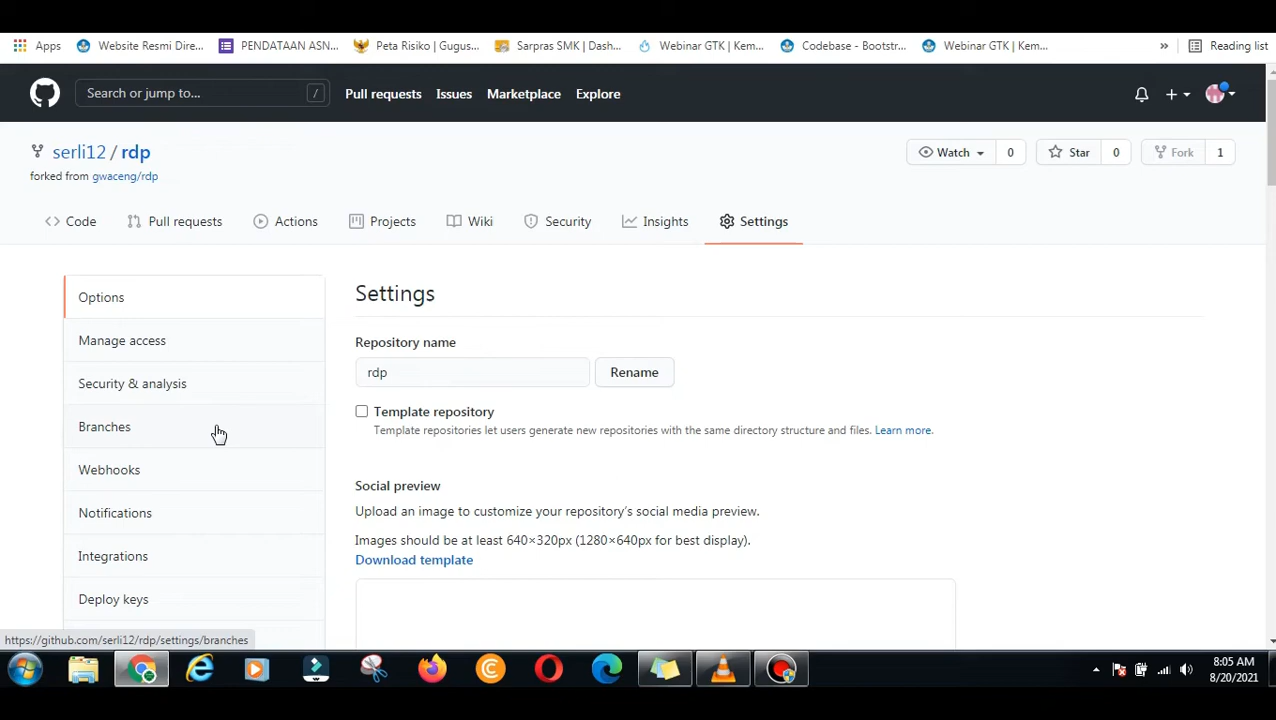 Apps Website Resmi Dire... PENDATAAN ASN... Peta Risiko | Gugus... Sarpras SMK | Dash... Webinar GTK | Kem... Codebase - Bootstr... Webinar GTK | Kem... » Reading list
Search or jump to... / Pull requests Issues Marketplace Explore
serli12 / rdp
Watch 0 Star 0 Fork 1
forked from gwaceng/rdp
Code Pull requests Actions Projects Wiki Security Insights Settings
Options
Manage access
Security & analysis
Branches
Webhooks
Notifications
Integrations
Deploy keys
Settings
Repository name
rdp Rename
Template repository
Template repositories let users generate new repositories with the same directory structure and files. Learn more.
Social preview
Upload an image to customize your repository's social media preview.
Images should be at least 640×320px (1280×640px for best display).
Download template
https://github.com/serli12/rdp/settings/branches
8:05 AM
8/20/2021